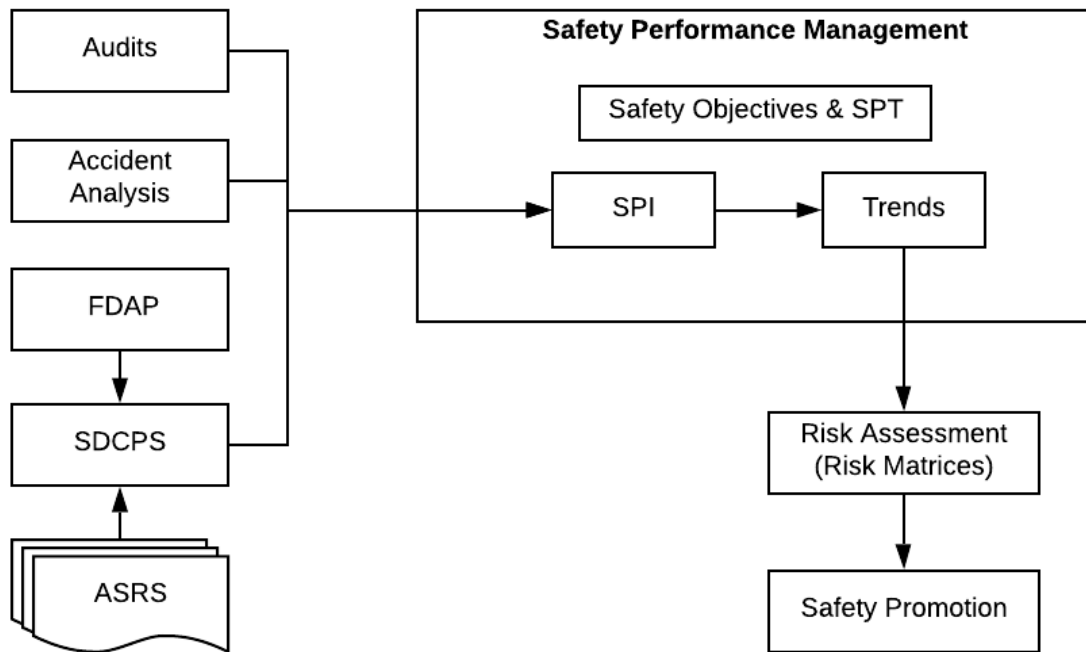 Audits
Accident
Analysis
FDAP
SDCPS
ASRS
Safety Performance Management
Safety Objectives & SPT
SPI
Trends
Risk Assessment
(Risk Matrices)
Safety Promotion